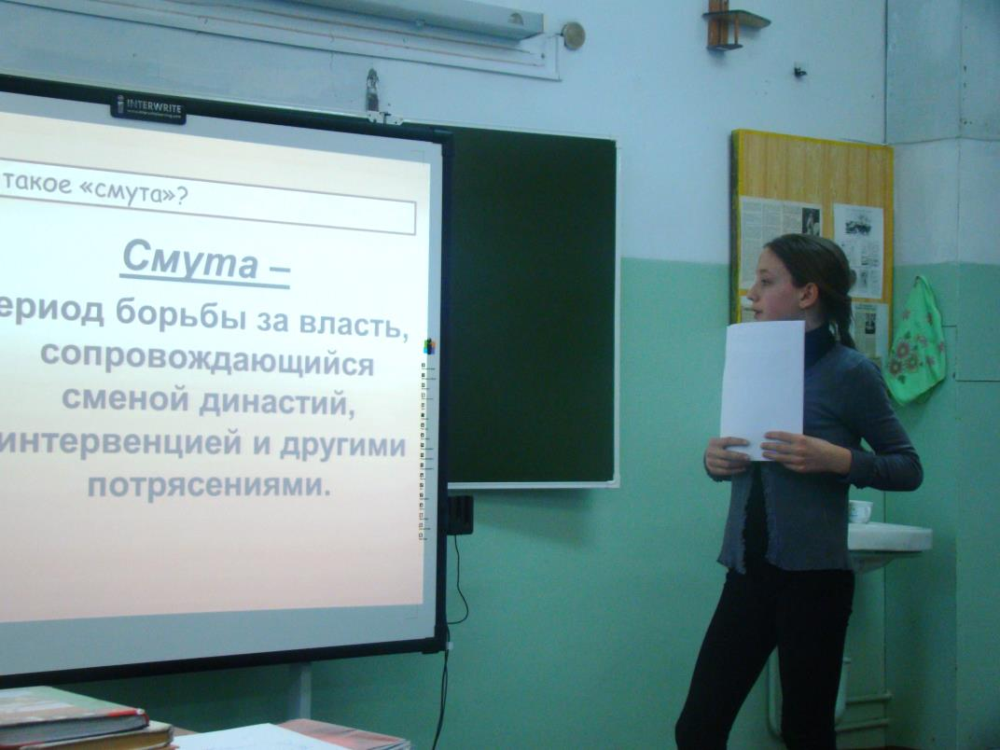 INTERWRITE
такое «смута»?
Смута –
ериод борьбы за власть,
сопровождающийся
сменой династий,
интервенцией и другими
потрясениями.